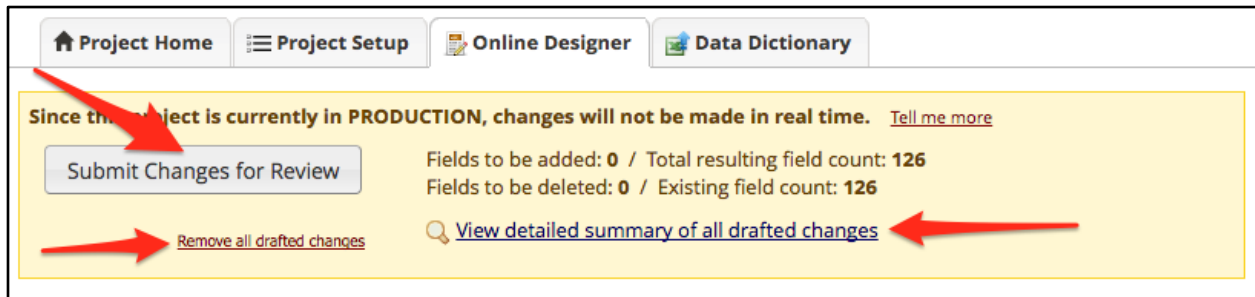 Project Home Project Setup Online Designer Data Dictionary
Since th oject is currently in PRODUCTION, changes will not be made in real time. Tell me more
Submit Changes for Review
Fields to be added: 0 / Total resulting field count: 126
Fields to be deleted: 0 / Existing field count: 126
Remove all drafted changes
View detailed summary of all drafted changes